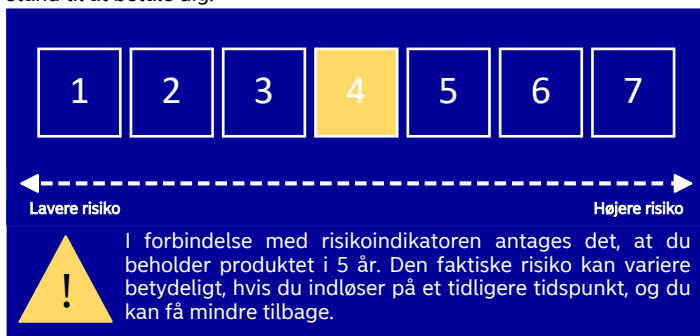 1 2 3 4 5 6 7
Lavere risiko Højere risiko
I forbindelse med risikoindikatoren antages det, at du
beholder produktet i 5 år. Den faktiske risiko kan variere
betydeligt, hvis du indløser på et tidligere tidspunkt, og du
kan få mindre tilbage.
!